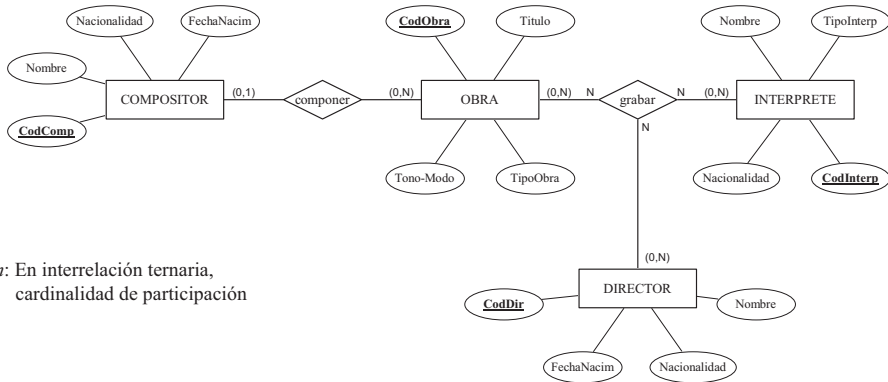 Nacionalidad
FechaNacim
Nombre
CodComp
COMPOSITOR
(0,1)
componer
(0,N)
CodObra
Titulo
OBRA
Tono-Modo
TipoObra
(0,N)
N
grabar
N
N
(0,N)
Nombre
TipoInterp
INTERPRETE
Nacionalidad
CodInterp
: En interrelación ternaria,
cardinalidad de participación
(0,N)
DIRECTOR
CodDir
Nombre
FechaNacim
Nacionalidad